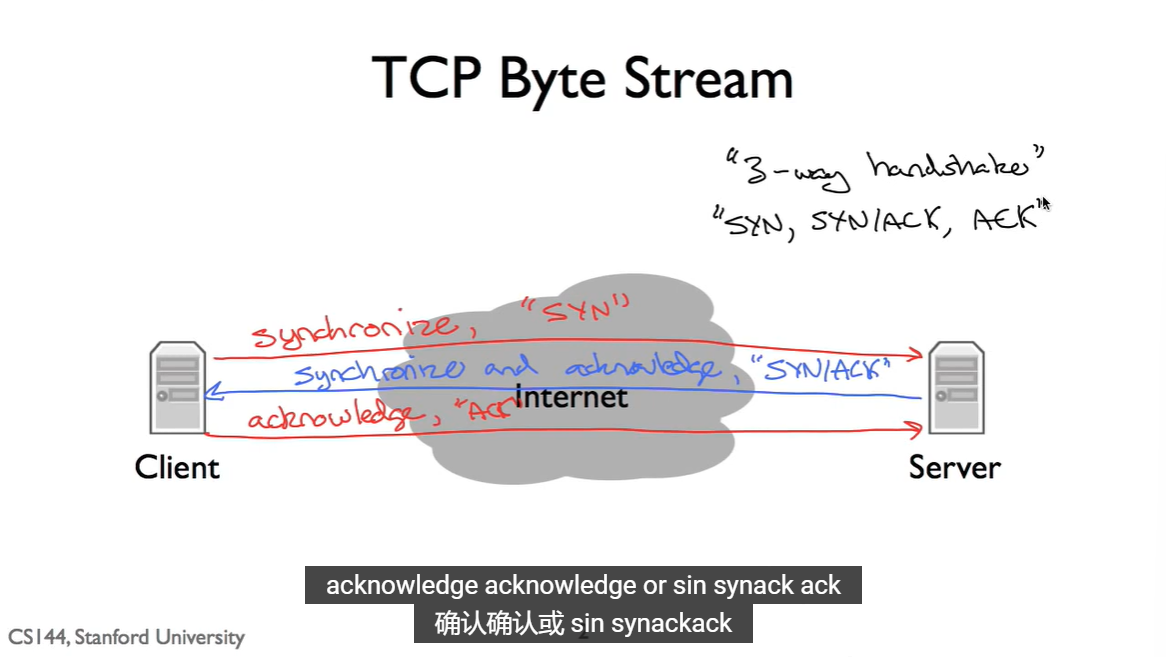 TCP Byte Stream
"3-way handshake"
"SYN, SYN/ACK, ACK"
synchronize, "SYN"
synchronize and acknowledge, "SYN/ACK"
Internet
acknowledge, "ACK"
Client
Server
acknowledge acknowledge or sin synack ack
确认确认或 sin synackack
CS144, Stanford University
2